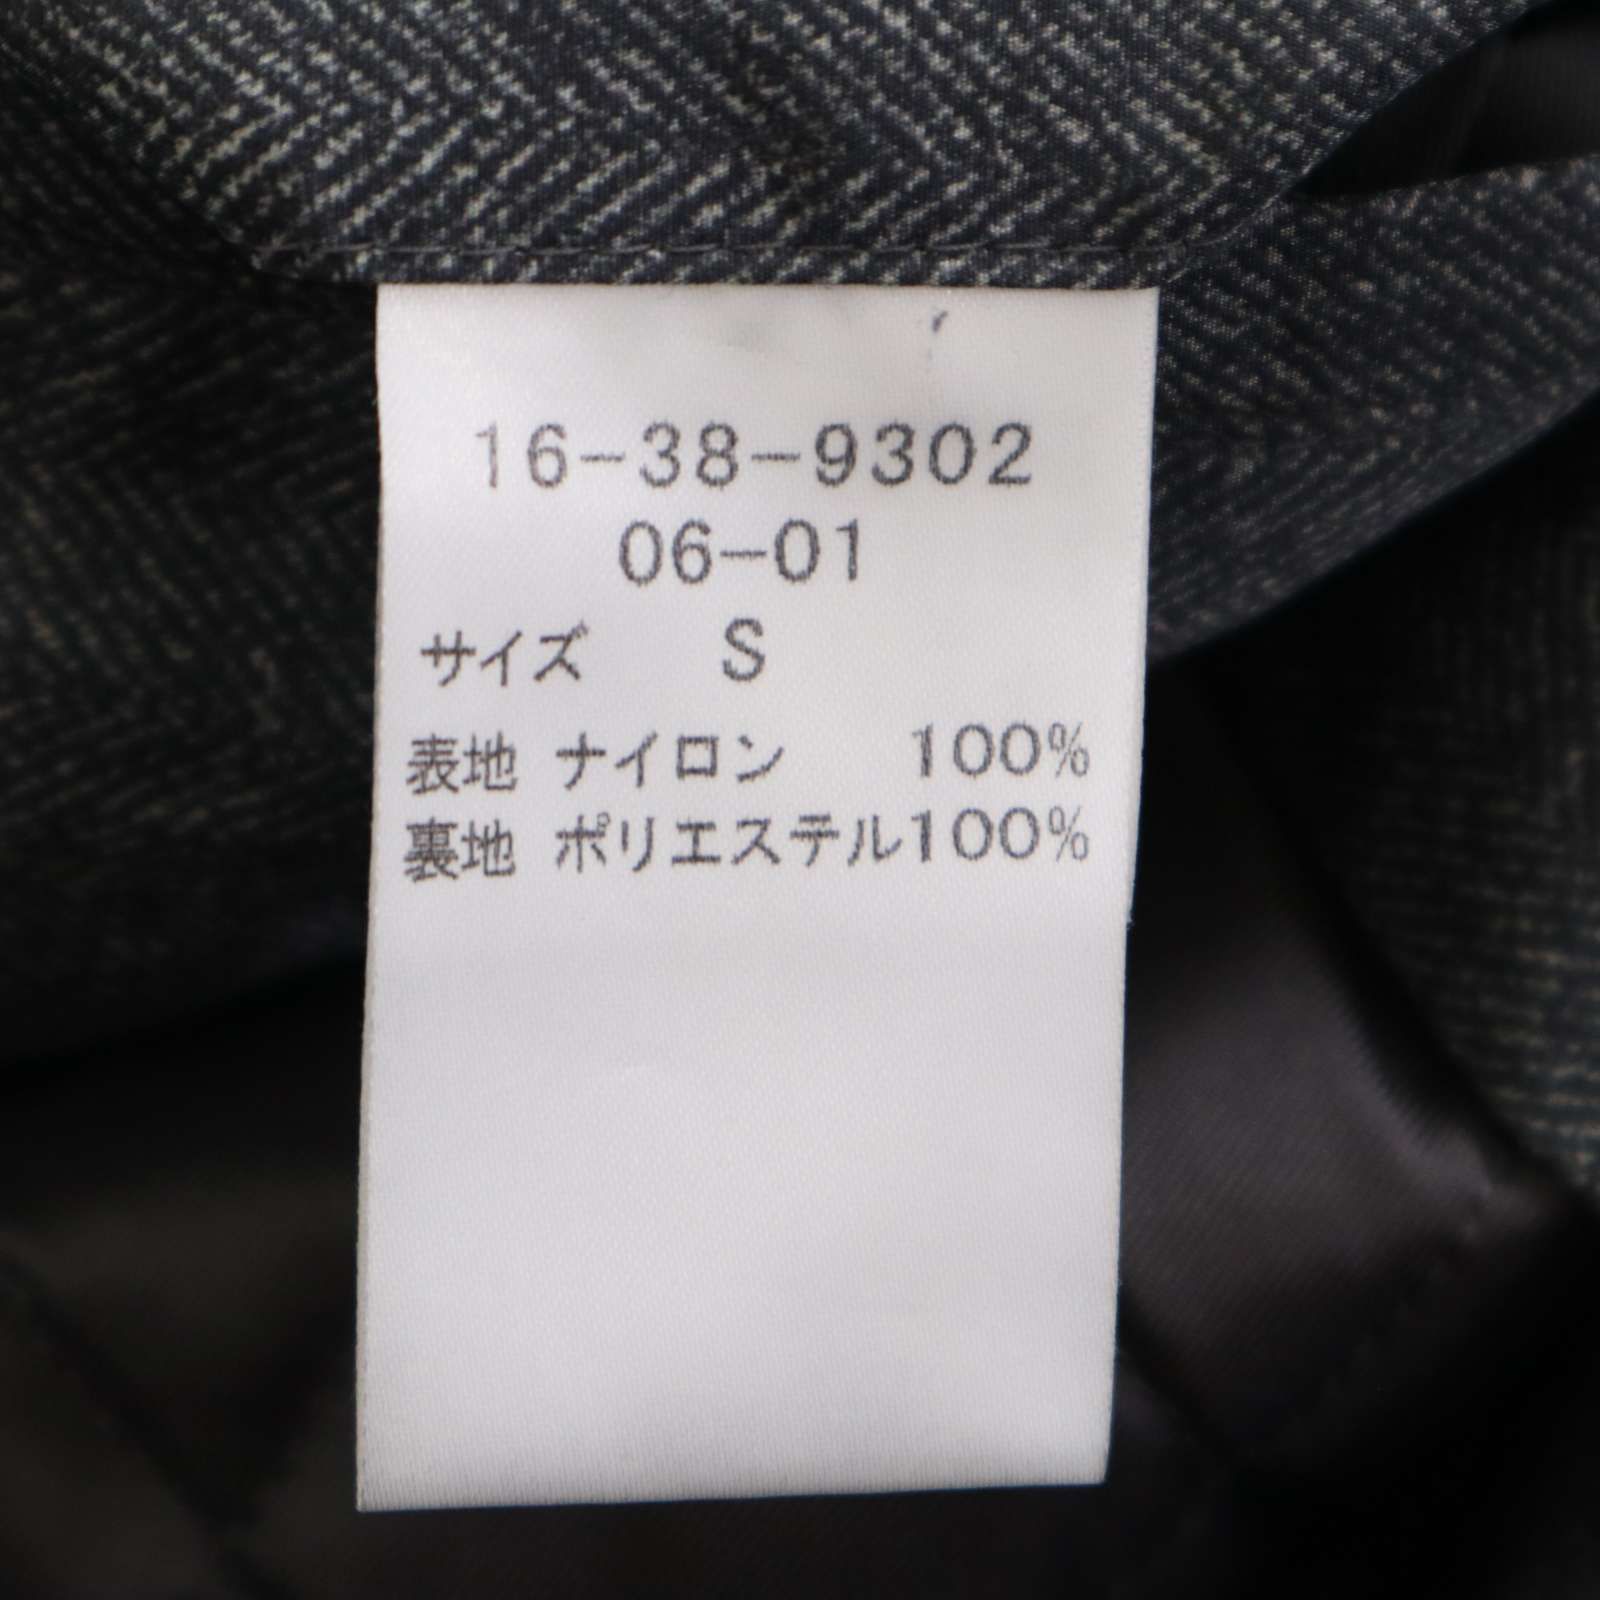 16-38-9302
06-01
サイズ S
表地 ナイロン 100%
裏地 ポリエステル100%